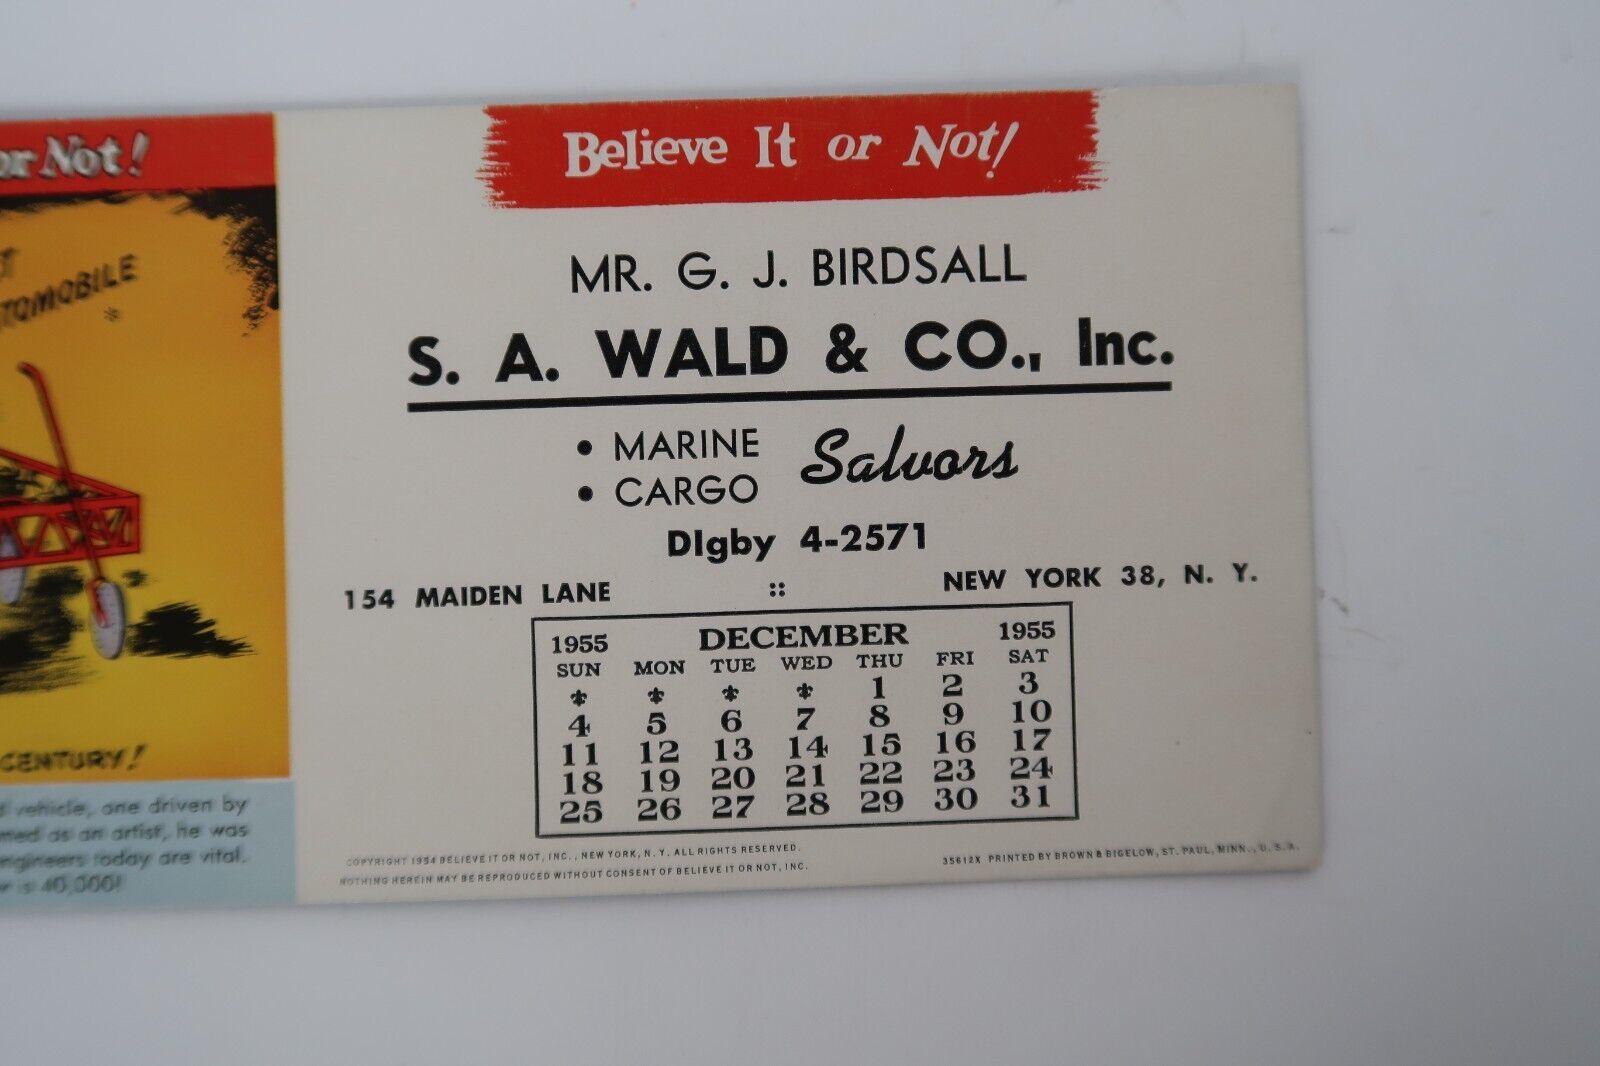 or Not!
TOMOBILE
*
CENTURY!
vehicle, one driven by
med as an artist, he was
ngineers today are vital.
is 40,000!
Believe It or Not!
MR. G. J. BIRDSALL
S. A. WALD & CO., Inc.
• MARINE
• CARGO
Salvors
DIgby 4-2571
154 MAIDEN LANE :: NEW YORK 38, N. Y.
1955 DECEMBER 1955
SUN MON TUE WED THU FRI SAT
1 2 3
4 5 6 7 8 9 10
11 12 13 14 15 16 17
18 19 20 21 22 23 24
25 26 27 28 29 30 31
COPYRIGHT 1954 BELIEVE IT OR NOT, INC., NEW YORK, N. Y. ALL RIGHTS RESERVED.
NOTHING HEREIN MAY BE REPRODUCED WITHOUT CONSENT OF BELIEVE IT OR NOT, INC.
35612X PRINTED BY BROWN & BIGELOW, ST. PAUL, MINN., U. S. A.